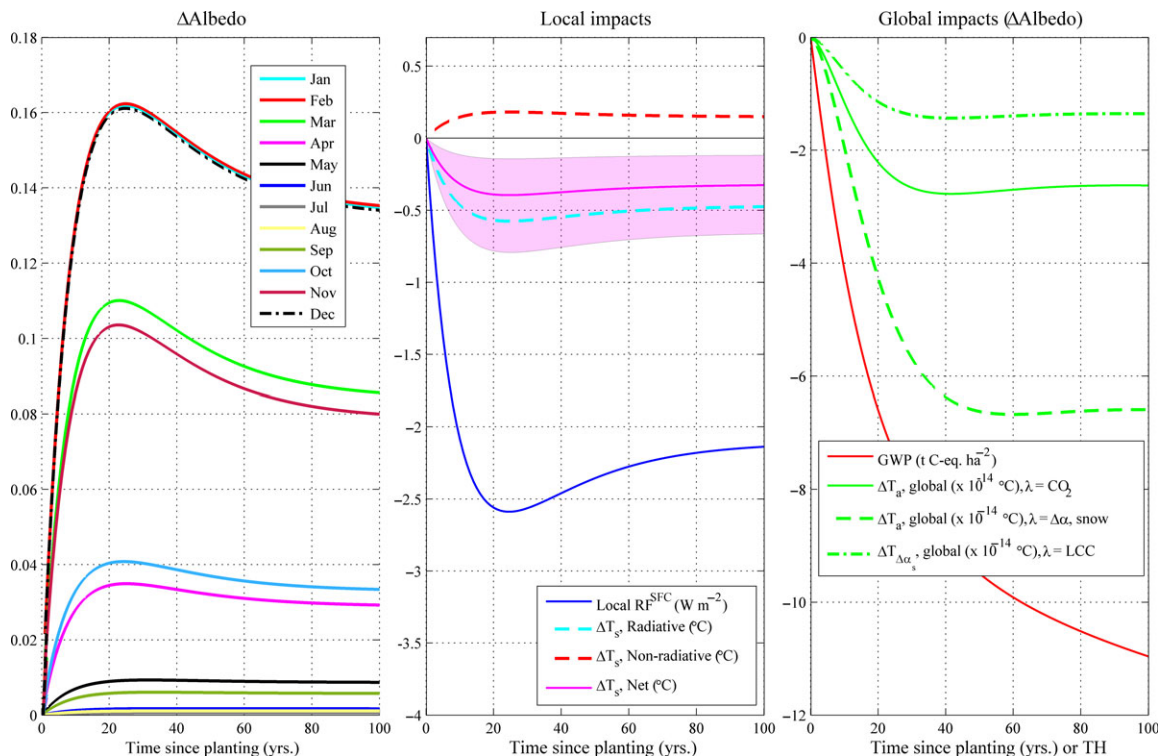 ΔAlbedo
0.18
0.16
0.14
0.12
0.1
0.08
0.06
0.04
0.02
0
0 20 40 60 80 100
Time since planting (yrs.)
Jan
Feb
Mar
Apr
May
Jun
Jul
Aug
Sep
Oct
Nov
Dec
Local impacts
0.5
0
−0.5
−1
−1.5
−2
−2.5
−3
−3.5
−4
0 20 40 60 80 100
Time since planting (yrs.)
Local RF^SFC (W m^−2)
ΔT_s, Radiative (°C)
ΔT_s, Non-radiative (°C)
ΔT_s, Net (°C)
Global impacts (ΔAlbedo)
0
−2
−4
−6
−8
−10
−12
0 20 40 60 80 100
Time since planting (yrs.) or TH
GWP (t C-eq. ha^−2)
ΔT_a, global (x 10^−14 °C), λ = CO_2
ΔT_a, global (x 10^−14 °C), λ = Δα, snow
ΔT_Δα_s, global (x 10^−14 °C), λ = LCC